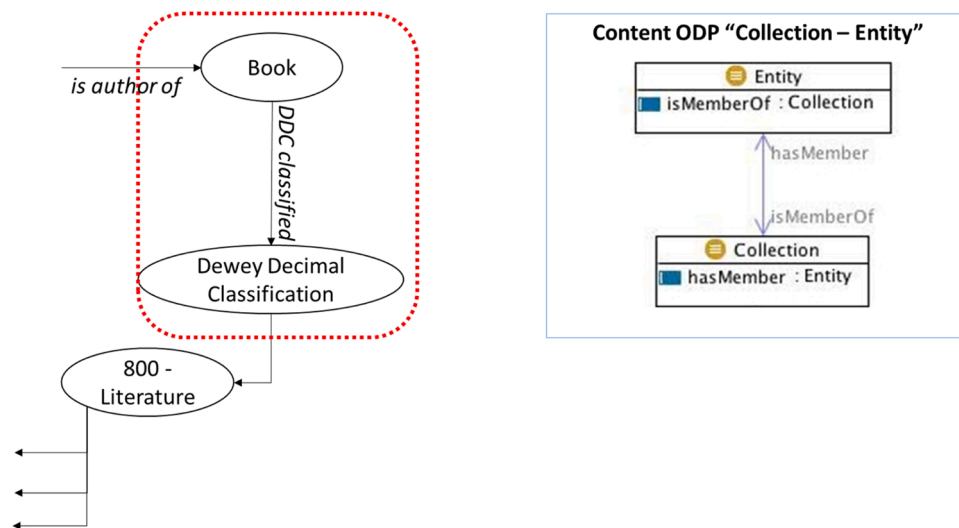 Book
is author of
DDC classified
Dewey Decimal
Classification
800 -
Literature
Content ODP “Collection – Entity”
Entity
isMemberOf : Collection
hasMember
isMemberOf
Collection
hasMember : Entity